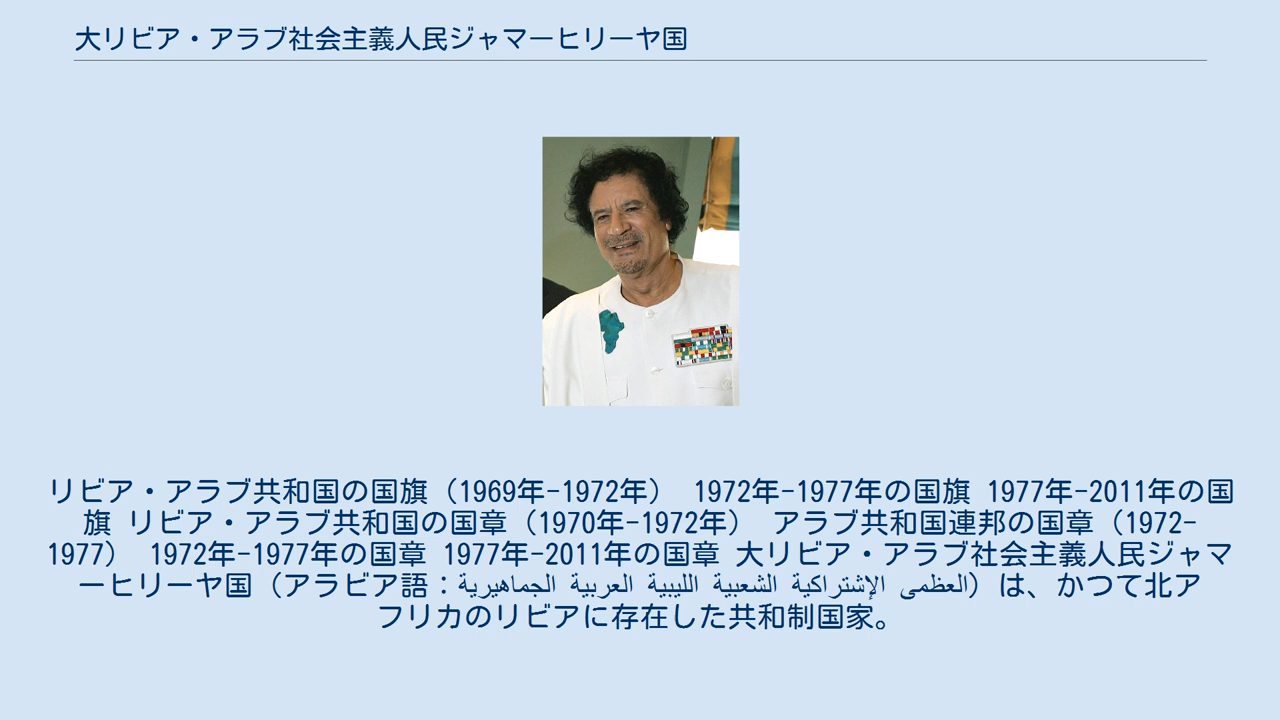 大リビア・アラブ社会主義人民ジャマーヒリーヤ国
リビア・アラブ共和国の国旗（1969年-1972年） 1972年-1977年の国旗 1977年-2011年の国
旗 リビア・アラブ共和国の国章（1970年-1972年） アラブ共和国連邦の国章（1972-
1977） 1972年-1977年の国章 1977年-2011年の国章 大リビア・アラブ社会主義人民ジャマ
ーヒリーヤ国（アラビア語：العظمى الإشتراكية الشعبية الليبية العربية الجماهيرية）は、かつて北ア
フリカのリビアに存在した共和制国家。